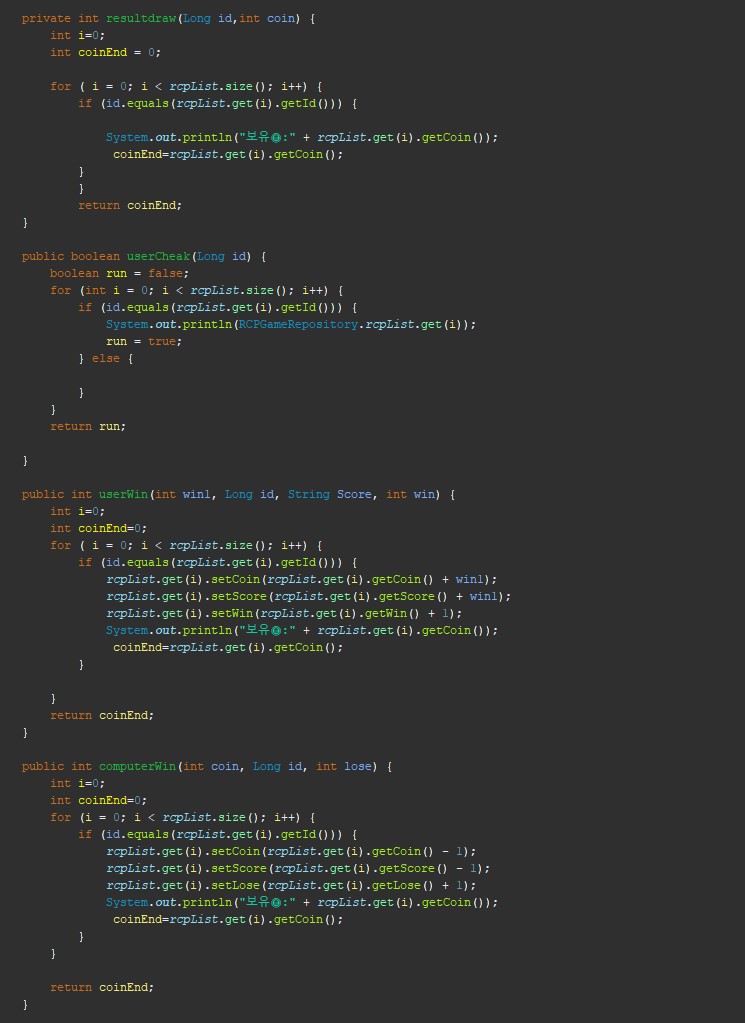 private int resultdraw(Long id,int coin) {
int i=0;
int coinEnd = 0;
for ( i = 0; i < rcpList.size(); i++) {
if (id.equals(rcpList.get(i).getId())) {
System.out.println("보유◎:" + rcpList.get(i).getCoin());
coinEnd=rcpList.get(i).getCoin();
}
}
return coinEnd;
}
public boolean userCheak(Long id) {
boolean run = false;
for (int i = 0; i < rcpList.size(); i++) {
if (id.equals(rcpList.get(i).getId())) {
System.out.println(RCPGameRepository.rcpList.get(i));
run = true;
} else {
}
}
return run;
}
public int userWin(int win1, Long id, String Score, int win) {
int i=0;
int coinEnd=0;
for ( i = 0; i < rcpList.size(); i++) {
if (id.equals(rcpList.get(i).getId())) {
rcpList.get(i).setCoin(rcpList.get(i).getCoin() + win1);
rcpList.get(i).setScore(rcpList.get(i).getScore() + win1);
rcpList.get(i).setWin(rcpList.get(i).getWin() + 1);
System.out.println("보유◎:" + rcpList.get(i).getCoin());
coinEnd=rcpList.get(i).getCoin();
}
}
return coinEnd;
}
public int computerWin(int coin, Long id, int lose) {
int i=0;
int coinEnd=0;
for (i = 0; i < rcpList.size(); i++) {
if (id.equals(rcpList.get(i).getId())) {
rcpList.get(i).setCoin(rcpList.get(i).getCoin() - 1);
rcpList.get(i).setScore(rcpList.get(i).getScore() - 1);
rcpList.get(i).setLose(rcpList.get(i).getLose() + 1);
System.out.println("보유◎:" + rcpList.get(i).getCoin());
coinEnd=rcpList.get(i).getCoin();
}
}
return coinEnd;
}